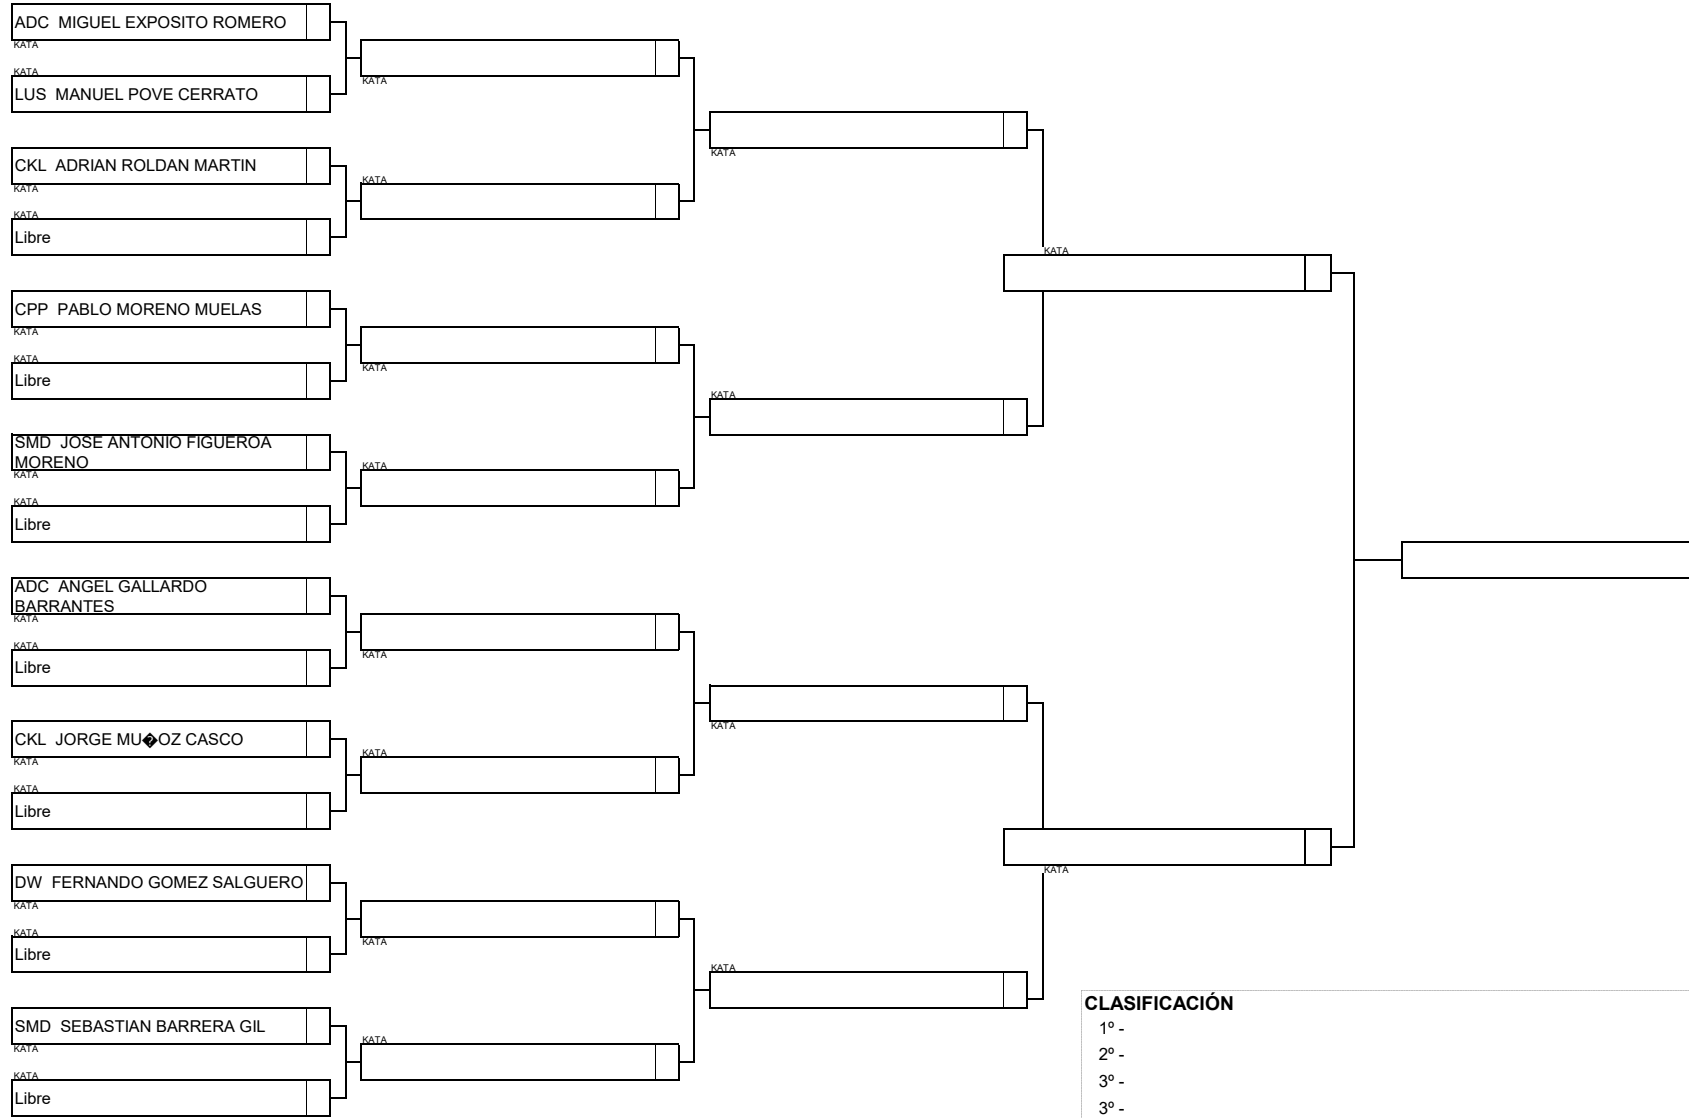 ADC MIGUEL EXPOSITO ROMERO
KATA
KATA
LUS MANUEL POVE CERRATO
CKL ADRIAN ROLDAN MARTIN
KATA
KATA
Libre
CPP PABLO MORENO MUELAS
KATA
KATA
Libre
SMD JOSE ANTONIO FIGUEROA
MORENO
KATA
KATA
Libre
ADC ANGEL GALLARDO
BARRANTES
KATA
KATA
Libre
CKL JORGE MU�OZ CASCO
KATA
KATA
Libre
DW FERNANDO GOMEZ SALGUERO
KATA
KATA
Libre
SMD SEBASTIAN BARRERA GIL
KATA
KATA
Libre
KATA
KATA
KATA
KATA
KATA
KATA
KATA
KATA
KATA
KATA
KATA
KATA
KATA
KATA
CLASIFICACIÓN
1º -
2º -
3º -
3º -